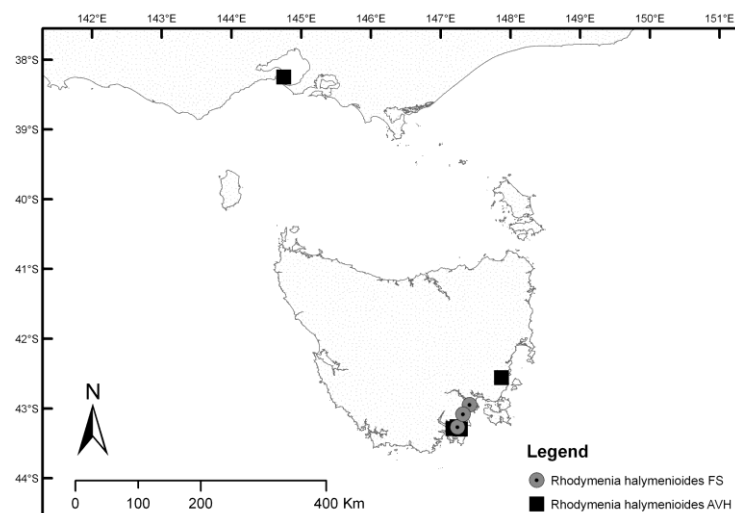 142°E 143°E 144°E 145°E 146°E 147°E 148°E 149°E 150°E 151°E
38°S
39°S
40°S
41°S
42°S
43°S
44°S
N
0 100 200 400 Km
Legend
Rhodymenia halymenioides FS
Rhodymenia halymenioides AVH